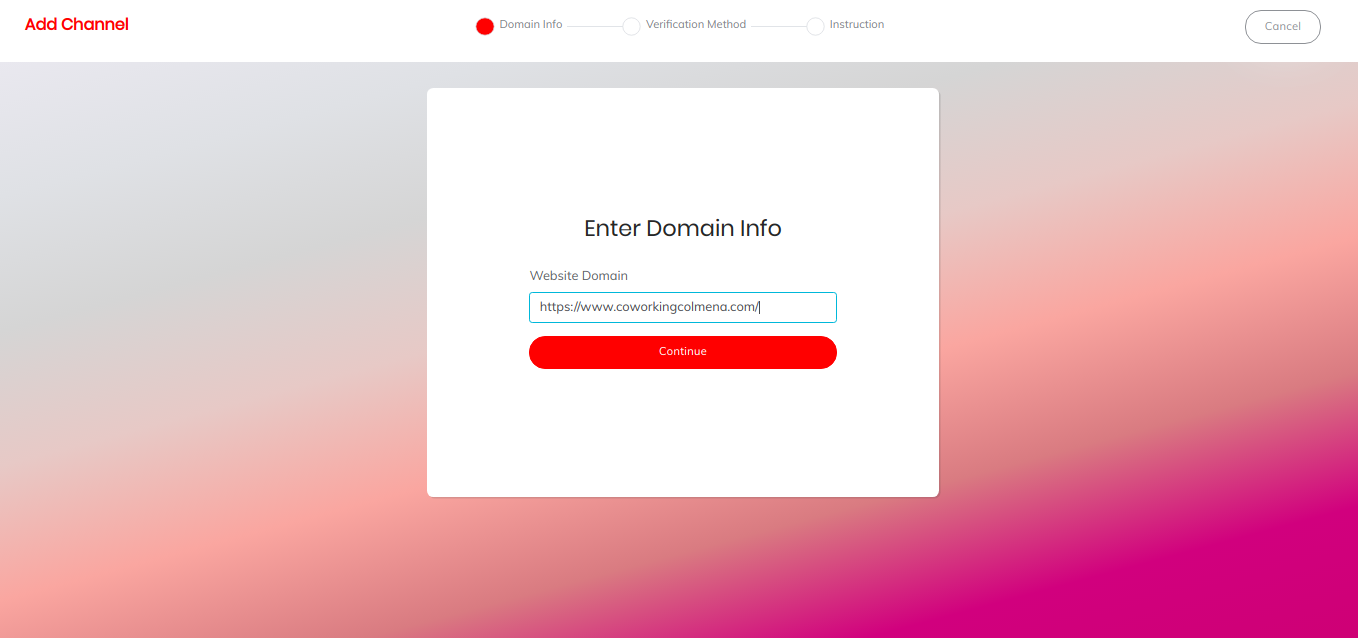 Add Channel
Domain Info
Verification Method
Instruction
Cancel
Enter Domain Info
Website Domain
https://www.coworkingcolmena.com/
Continue